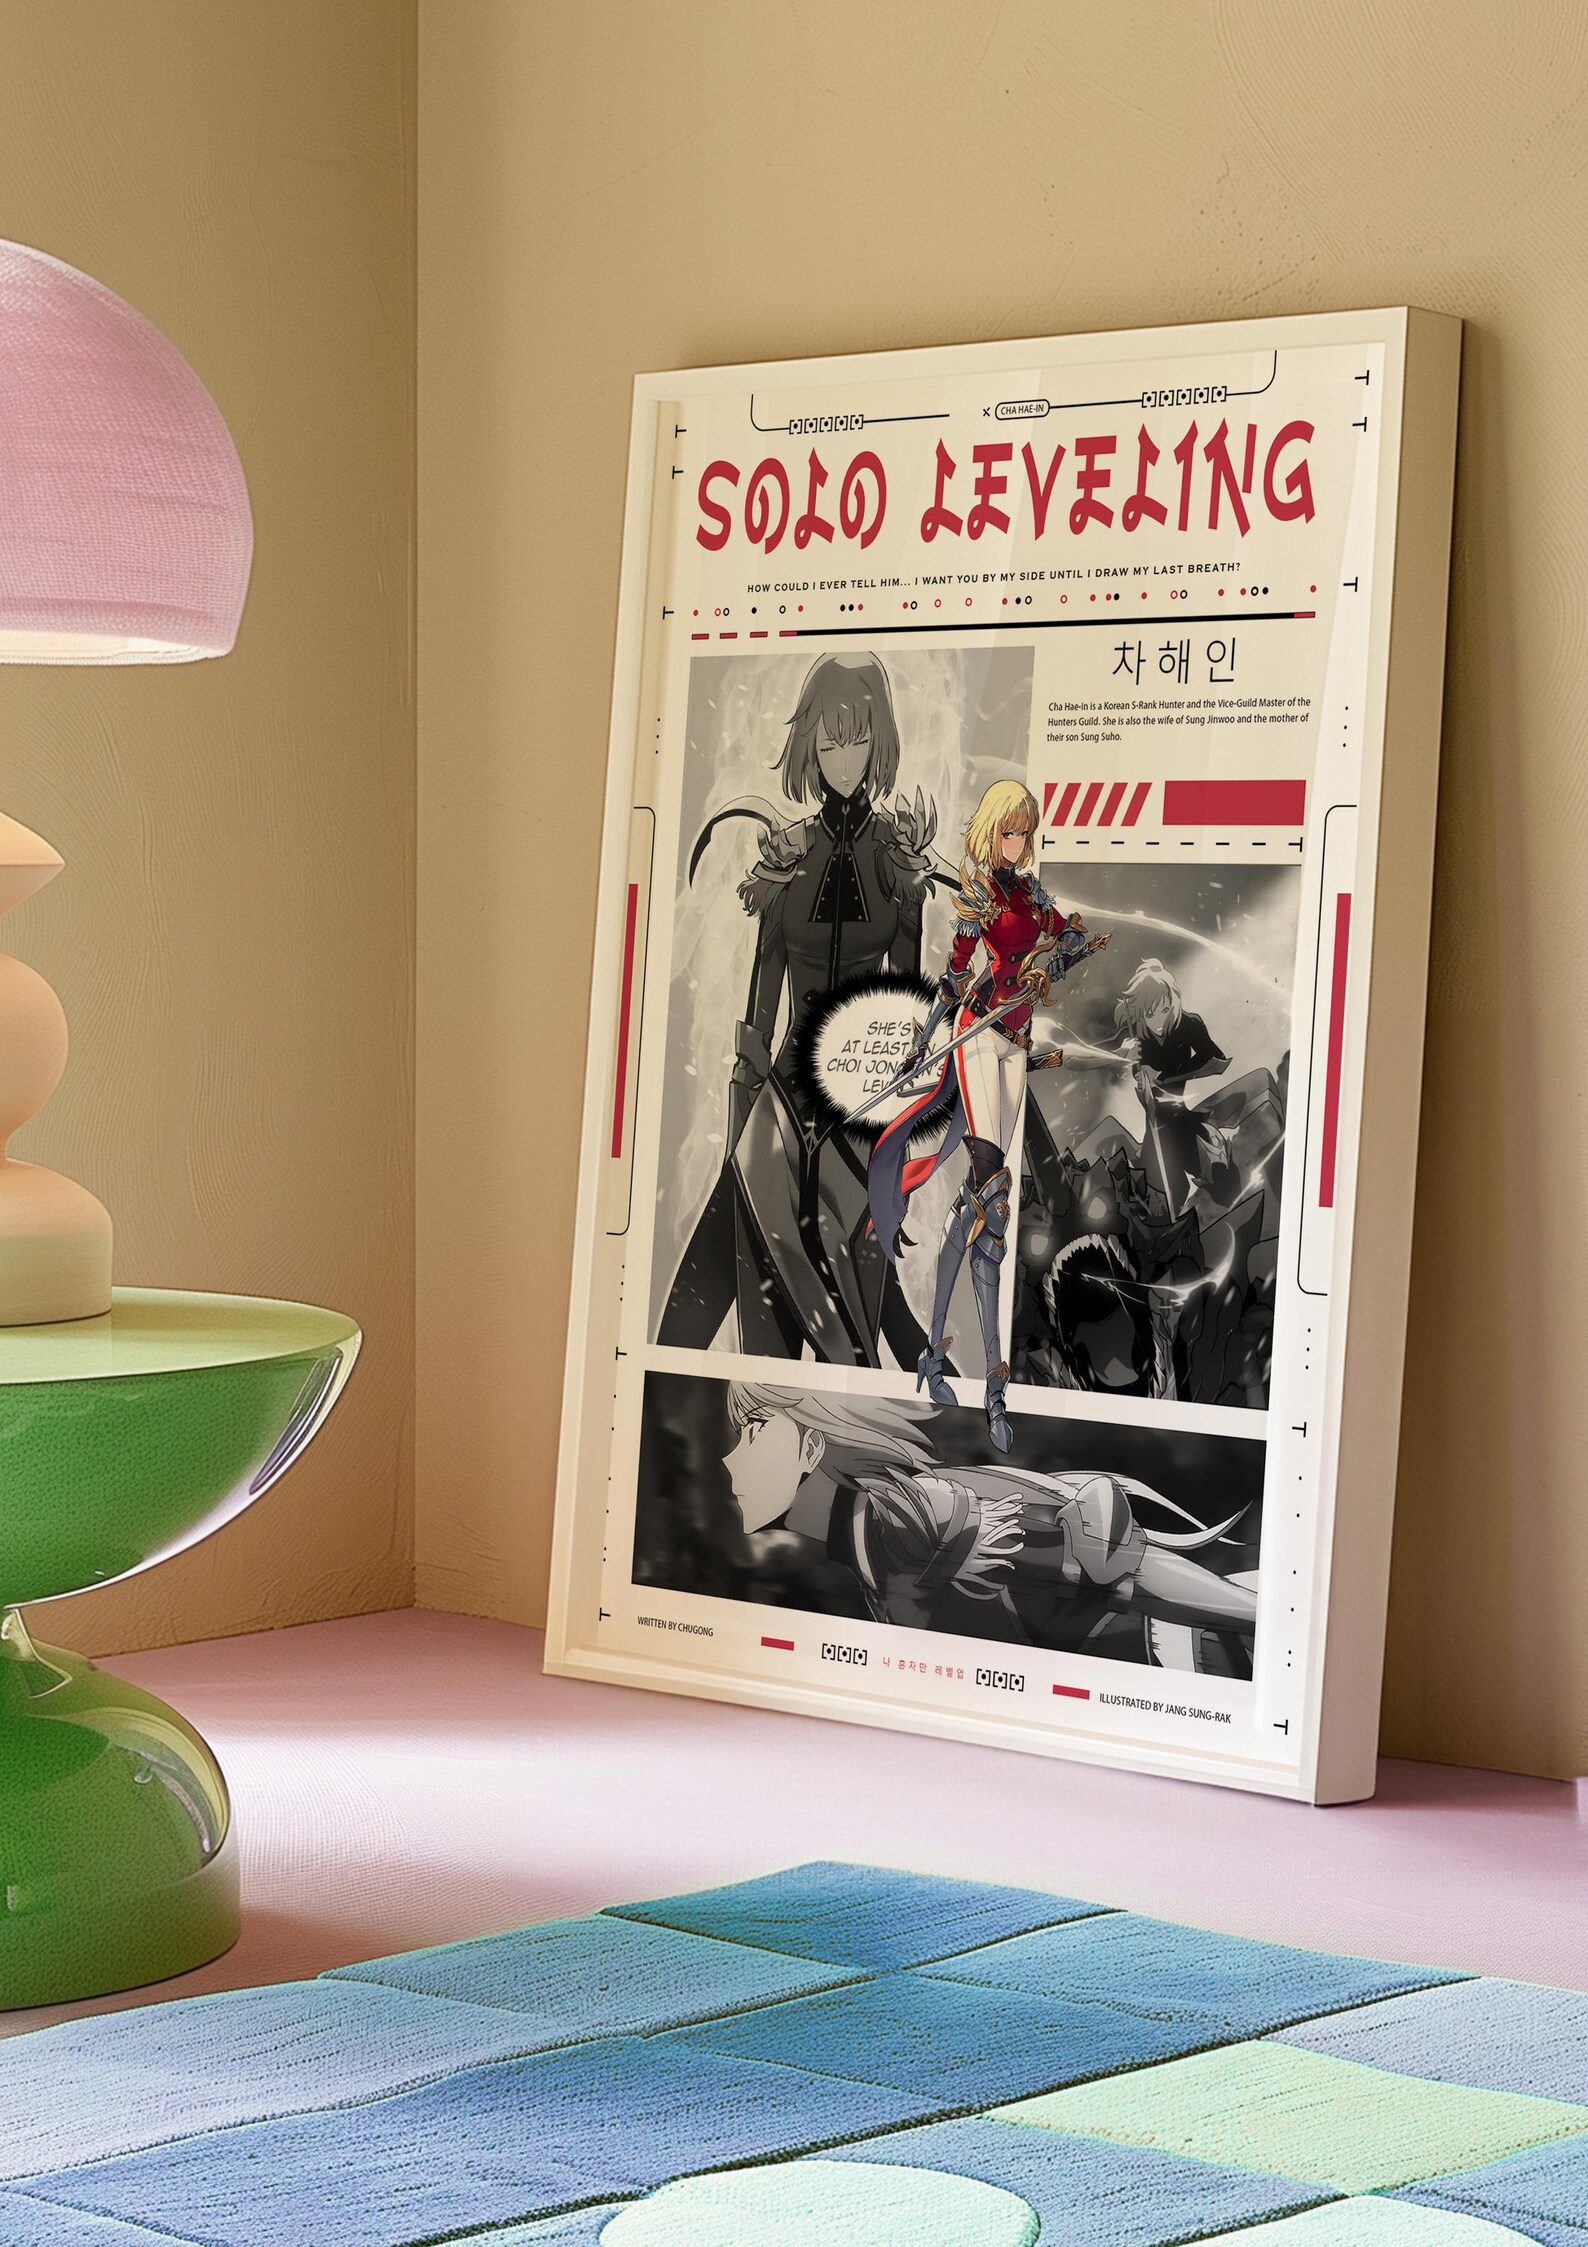 CHA HAE-IN
SOLO LEVELING
HOW COULD I EVER TELL HIM... I WANT YOU BY MY SIDE UNTIL I DRAW MY LAST BREATH?
차해인
Cha Hae-In is a Korean S-Rank Hunter and the Vice-Guild Master of the
Hunters Guild. She is also the wife of Sung Jinwoo and the mother of
their son Sung Suho.
SHE'S
AT LEAST
CHOI
WRITTEN BY CHUGONG
나 혼자만 레벨업
ILLUSTRATED BY JANG SUNG-RAK